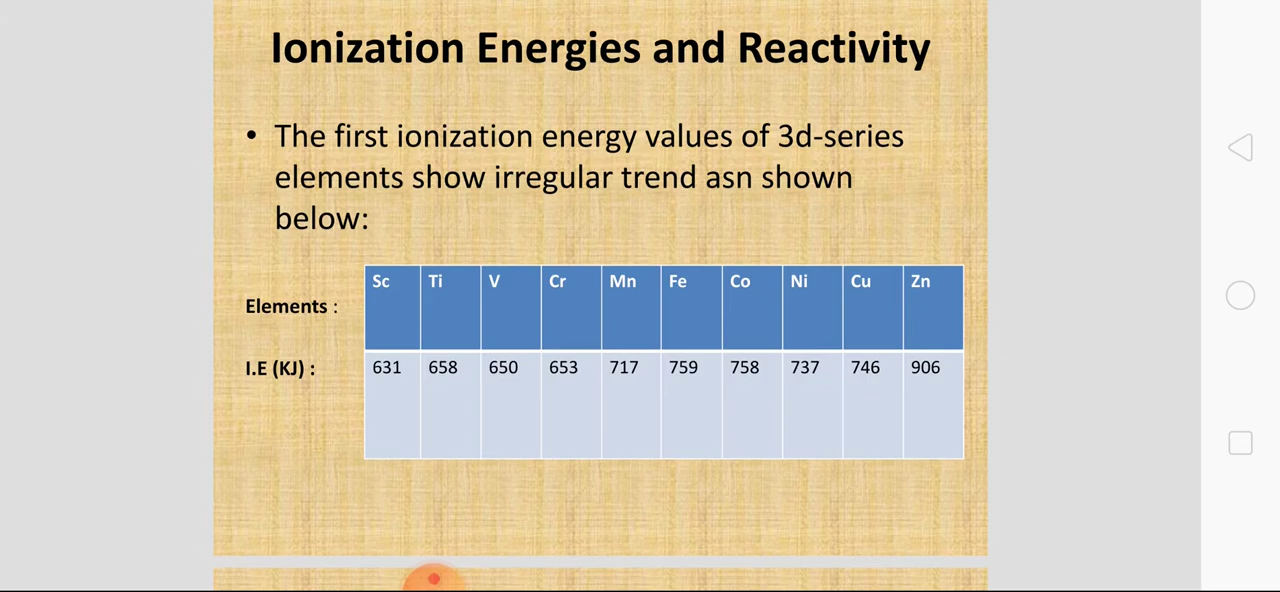 Ionization Energies and Reactivity
• The first ionization energy values of 3d-series
elements show irregular trend asn shown
below:
Elements : Sc Ti V Cr Mn Fe Co Ni Cu Zn
I.E (KJ) : 631 658 650 653 717 759 758 737 746 906